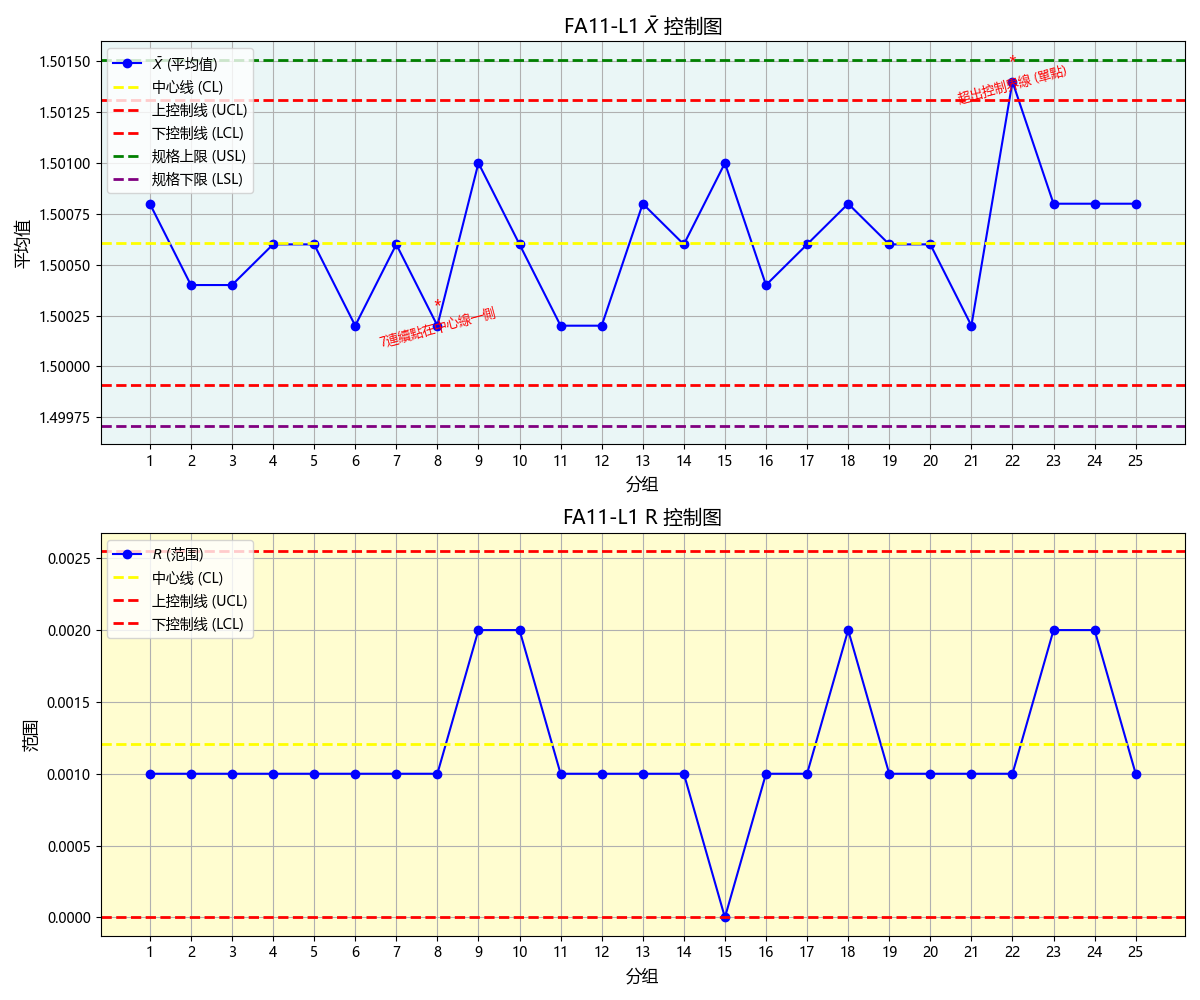 FA11-L1 X̄ 控制图
X̄ (平均值)
中心线 (CL)
上控制线 (UCL)
下控制线 (LCL)
规格上限 (USL)
规格下限 (LSL)
*
超出控制界線 (單點)
*
7連續點在中心線一側
平均值
1.50150
1.50125
1.50100
1.50075
1.50050
1.50025
1.50000
1.49975
1 2 3 4 5 6 7 8 9 10 11 12 13 14 15 16 17 18 19 20 21 22 23 24 25
分组
FA11-L1 R 控制图
R (范围)
中心线 (CL)
上控制线 (UCL)
下控制线 (LCL)
范围
0.0025
0.0020
0.0015
0.0010
0.0005
0.0000
1 2 3 4 5 6 7 8 9 10 11 12 13 14 15 16 17 18 19 20 21 22 23 24 25
分组